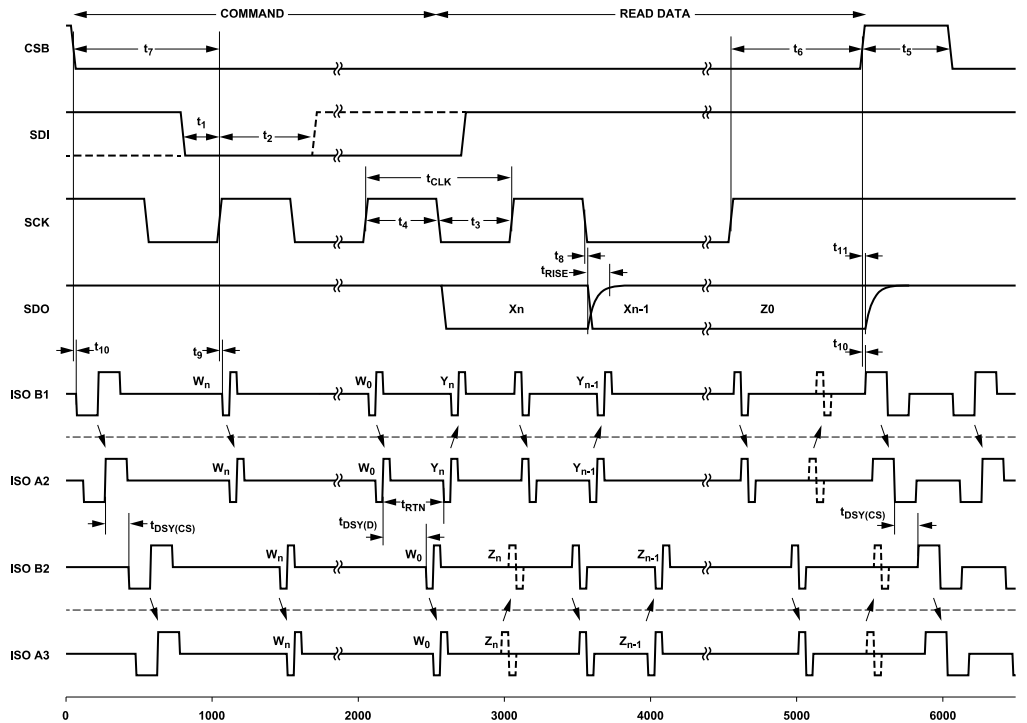 COMMAND READ DATA
CSB t7 t6 t5
SDI t1 t2
tCLK
SCK t4 t3
t8 t11
tRISE
SDO Xn Xn-1 Z0
t10 t9 t10
ISO B1 Wn W0 Yn Yn-1
ISO A2 Wn W0 Yn Yn-1
tRTN
tDSY(CS) tDSY(D) tDSY(CS)
ISO B2 Wn W0 Zn Zn-1
ISO A3 Wn W0 Zn Zn-1
0 1000 2000 3000 4000 5000 6000